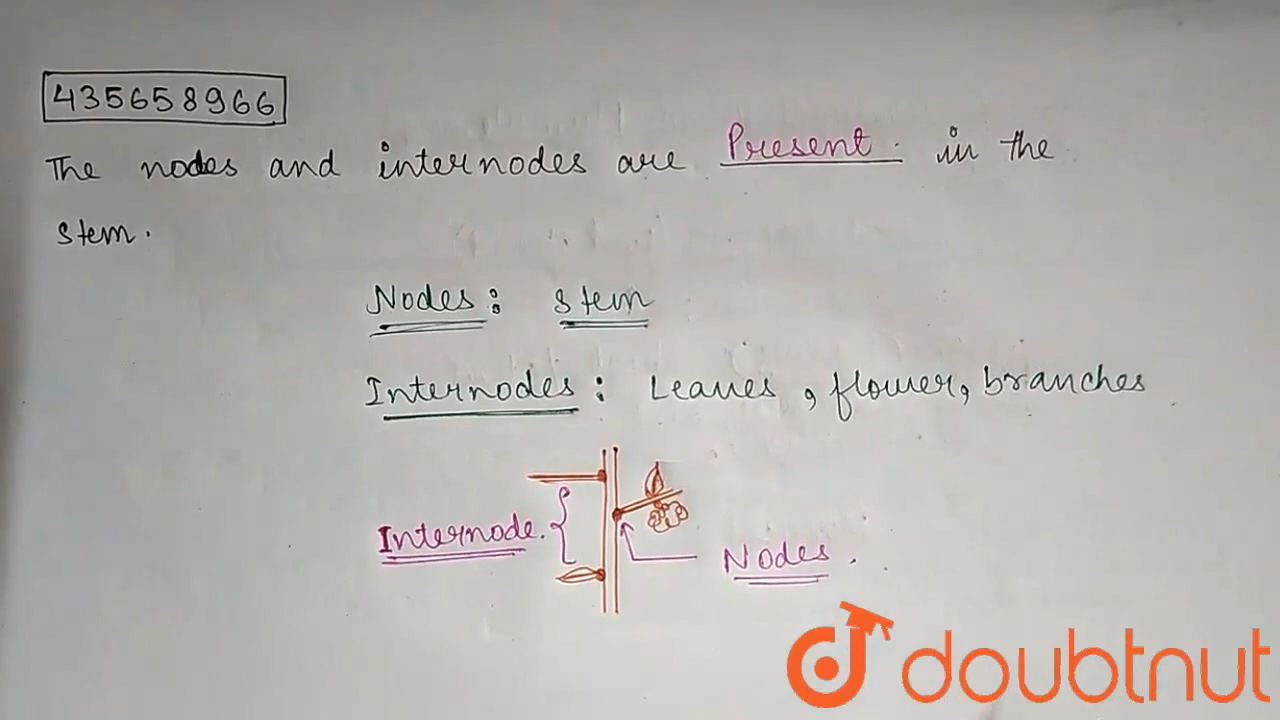 435658966
The nodes and internodes are Present. in the
stem.
Nodes: stem
Internodes: Leaves, flower, branches
Internode.
Nodes.
doubtnut